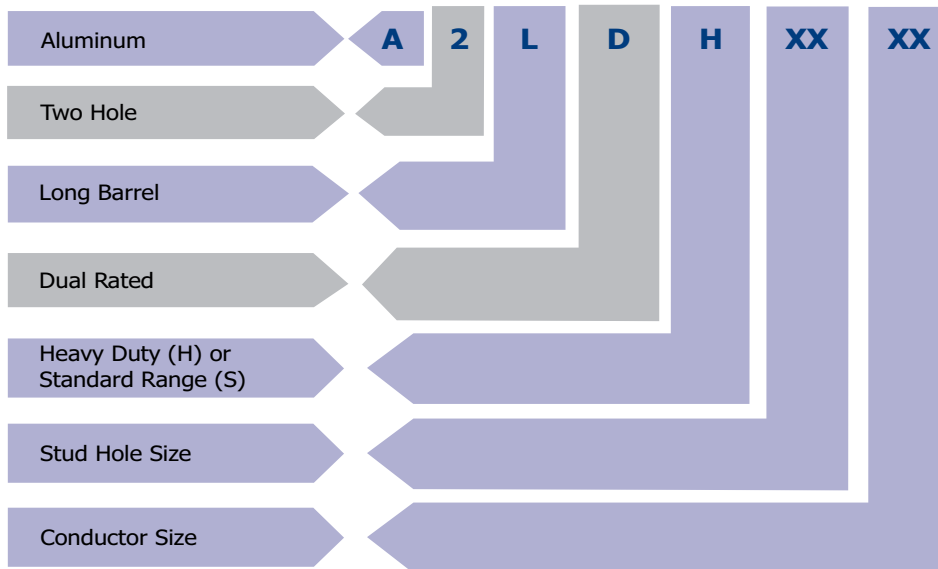 Aluminum A 2 L D H XX XX
Two Hole
Long Barrel
Dual Rated
Heavy Duty (H) or
Standard Range (S)
Stud Hole Size
Conductor Size